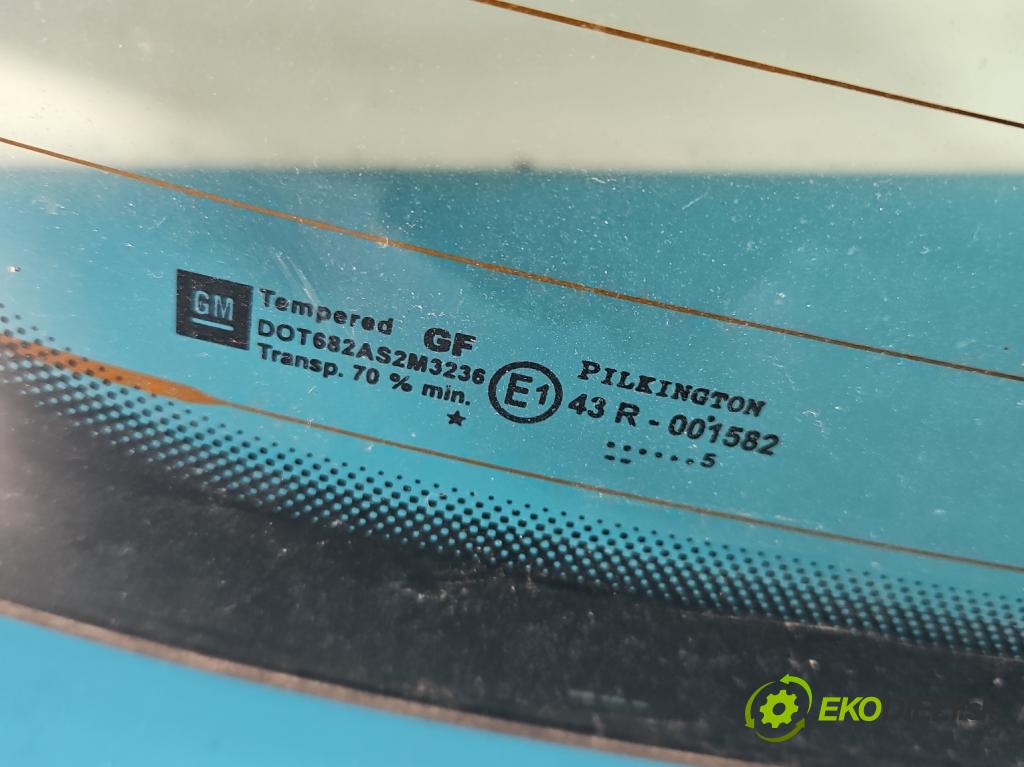 GM
Tempered GF
DOT682AS2M3236
Transp. 70 % min.
★
E1
PILKINGTON
43 R - 001582
. . . . . . 5
EKO